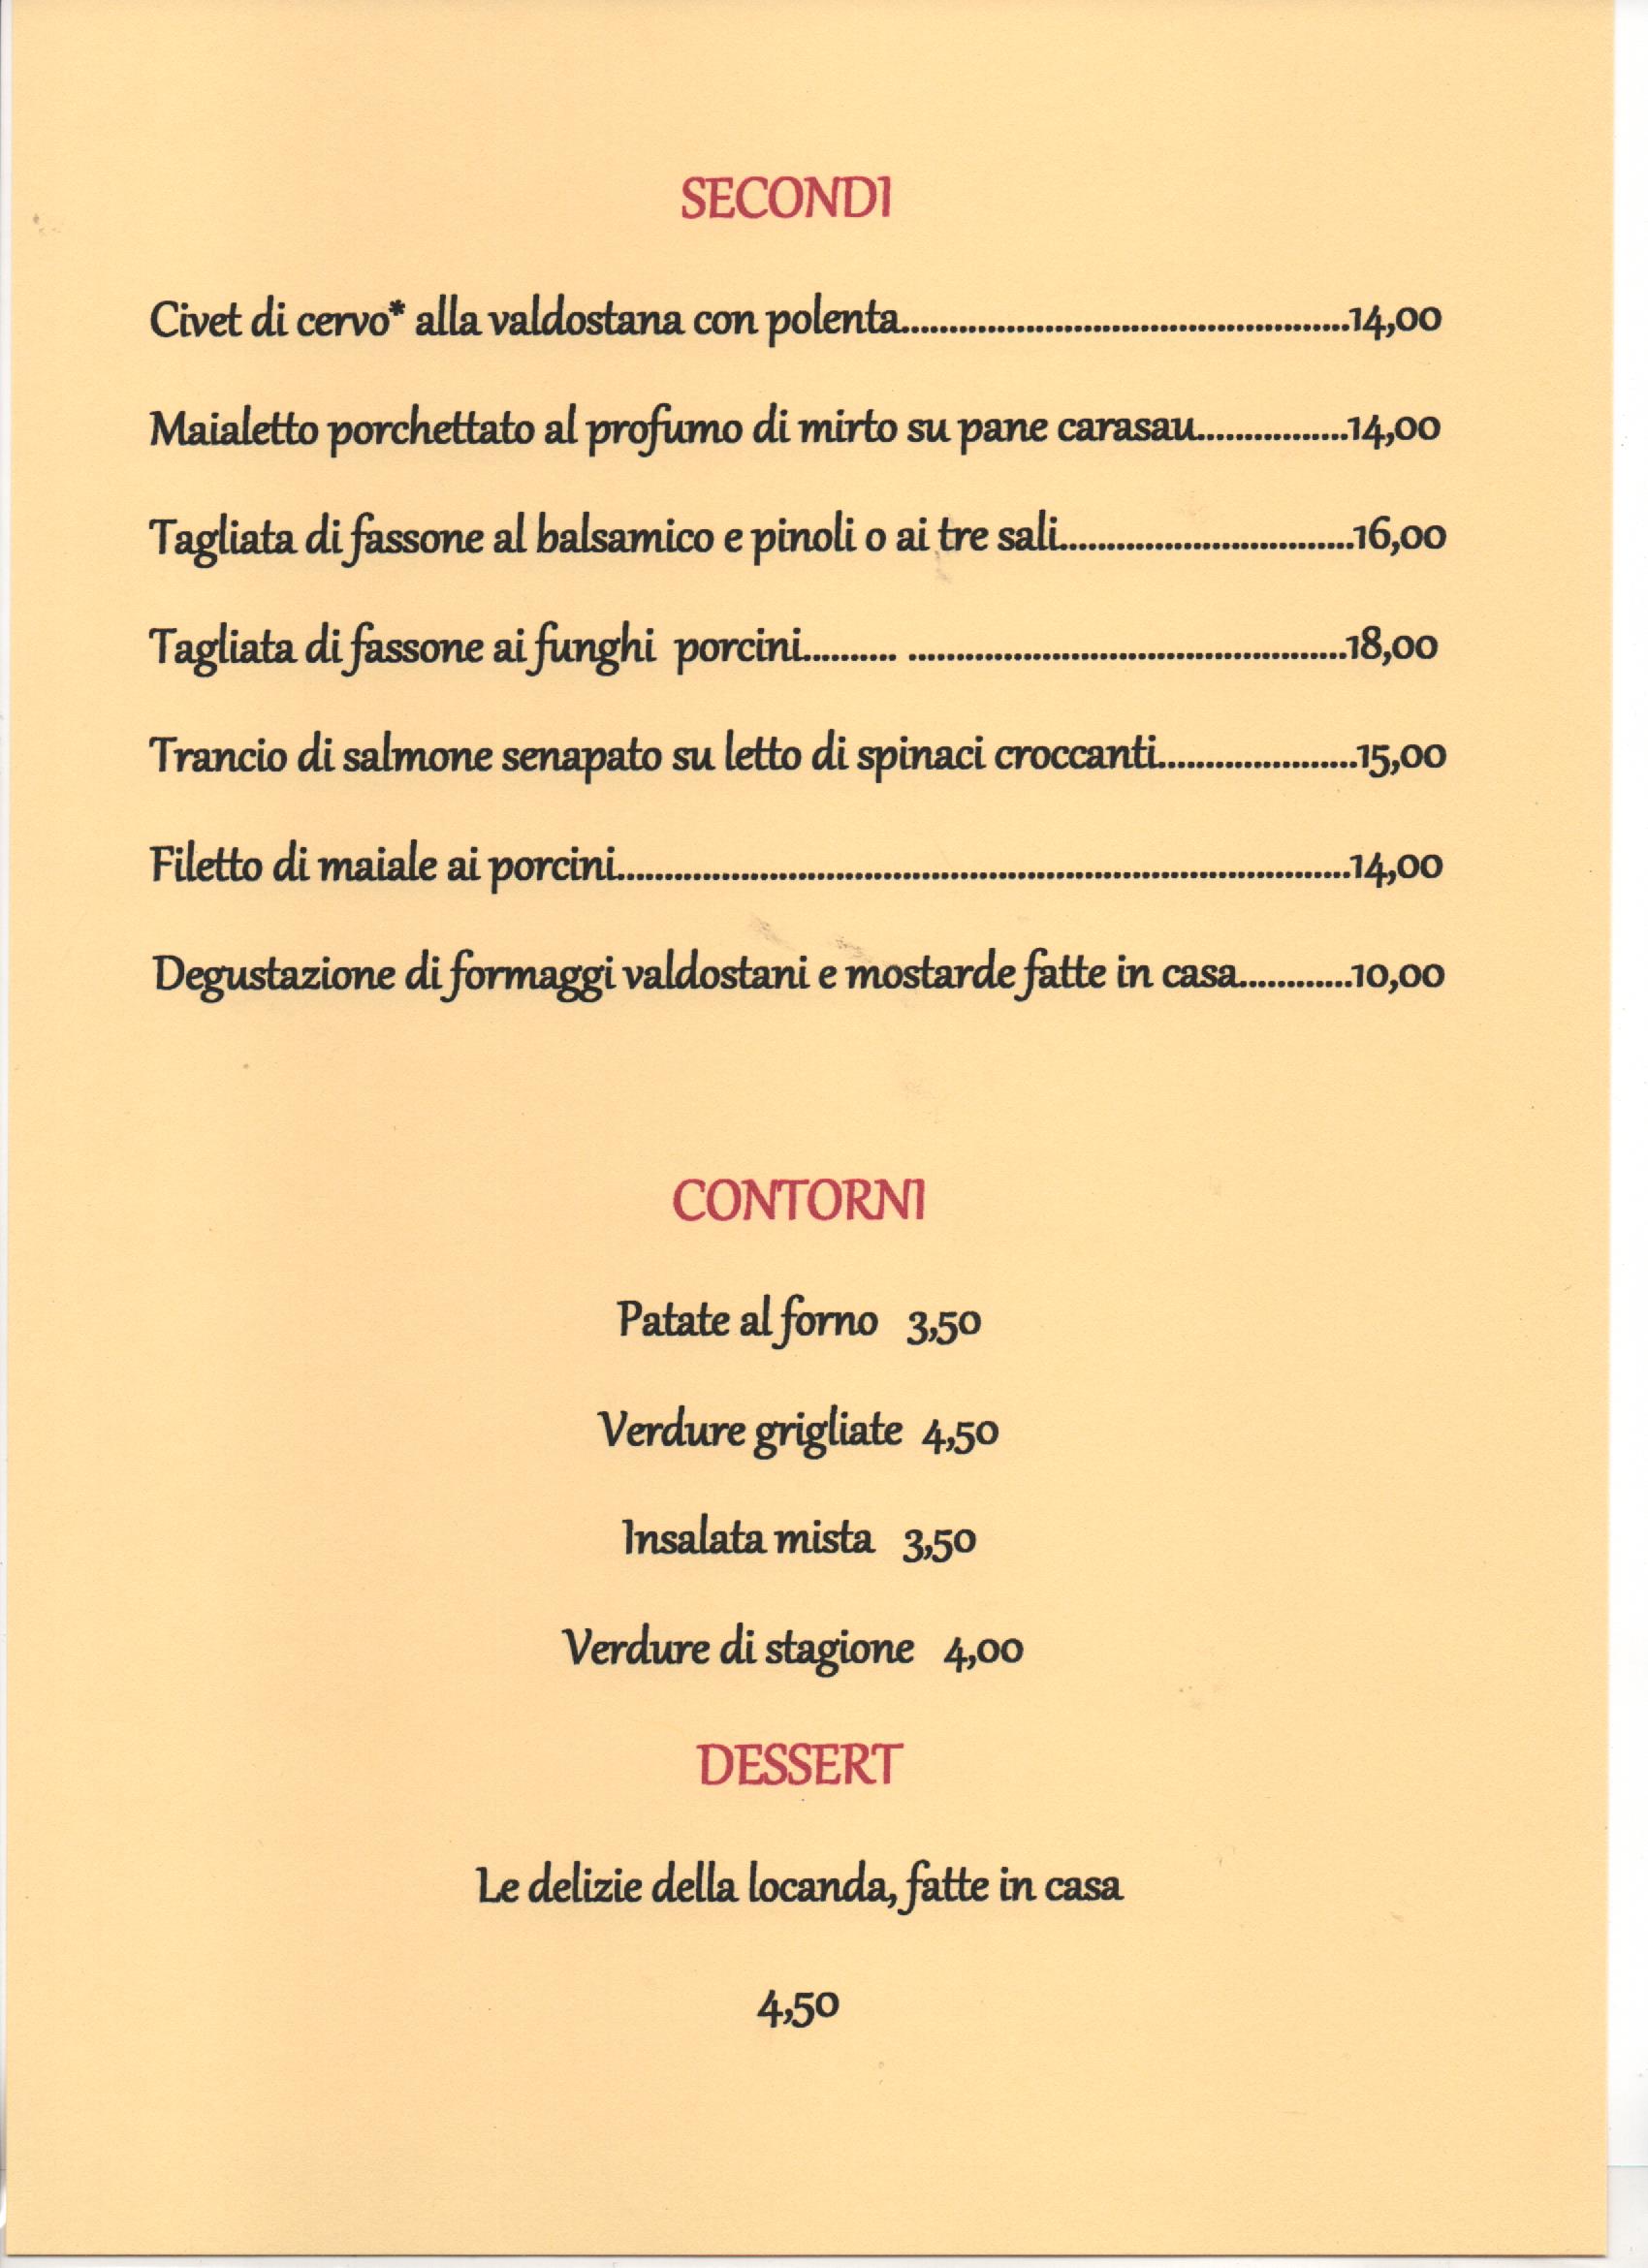 SECONDI
Civet di cervo* alla valdostana con polenta...............................................14,00
Maialetto porchettato al profumo di mirto su pane carasau................14,00
Tagliata di fassone al balsamico e pinoli o ai tre sali...............................16,00
Tagliata di fassone ai funghi  porcini.......... ..............................................18,00
Trancio di salmone senapato su letto di spinaci croccanti.....................15,00
Filetto di maiale ai porcini.............................................................................14,00
Degustazione di formaggi valdostani e mostarde fatte in casa............10,00
CONTORNI
Patate al forno   3,50
Verdure grigliate  4,50
Insalata mista   3,50
Verdure di stagione   4,00
DESSERT
Le delizie della locanda, fatte in casa
4,50